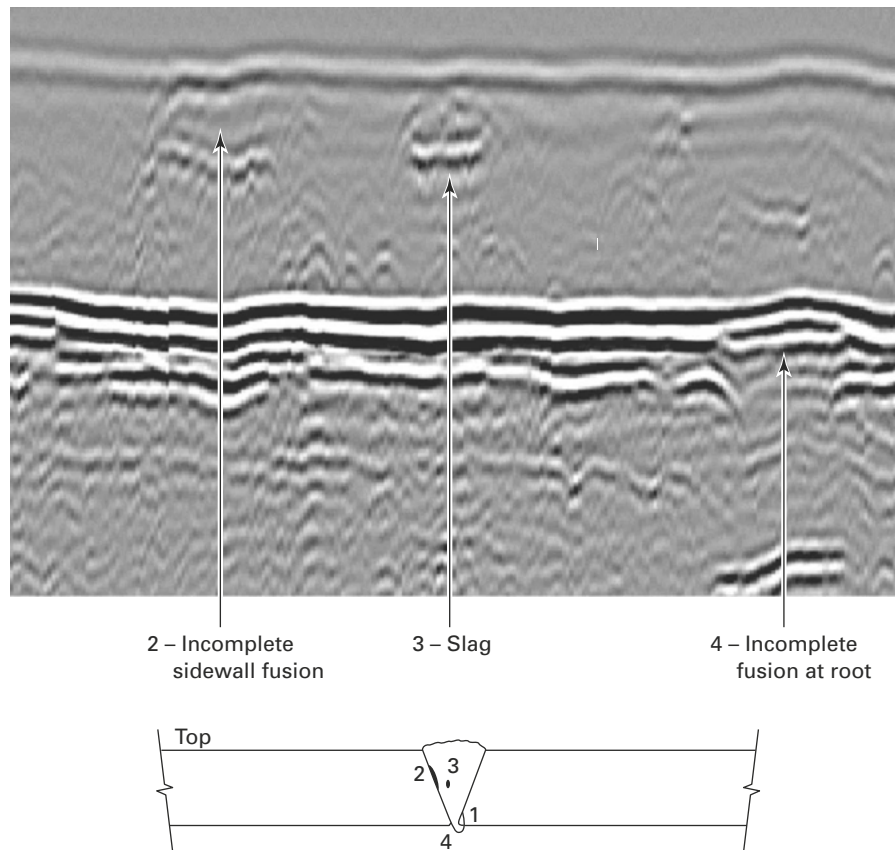 2 – Incomplete
sidewall fusion
3 – Slag
4 – Incomplete
fusion at root
Top
2
3
1
4